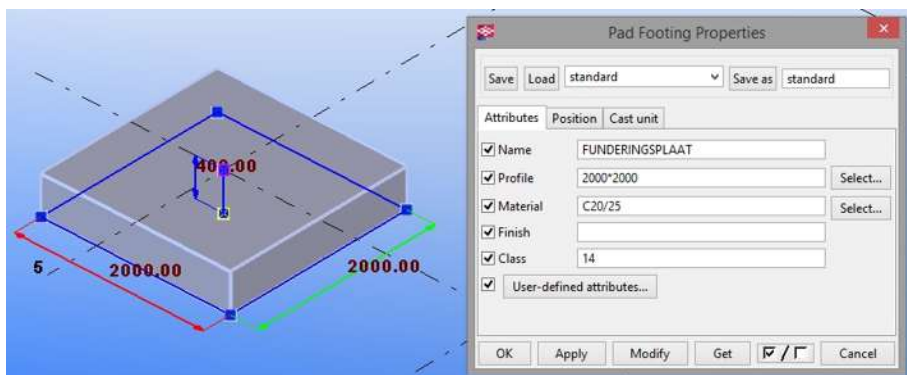 400.00
5
2000.00
2000.00
Pad Footing Properties
Save Load standard Save as standard
Attributes Position Cast unit
Name FUNDERINGSPLAAT
Profile 2000*2000 Select...
Material C20/25 Select...
Finish
Class 14
User-defined attributes...
OK Apply Modify Get / Cancel